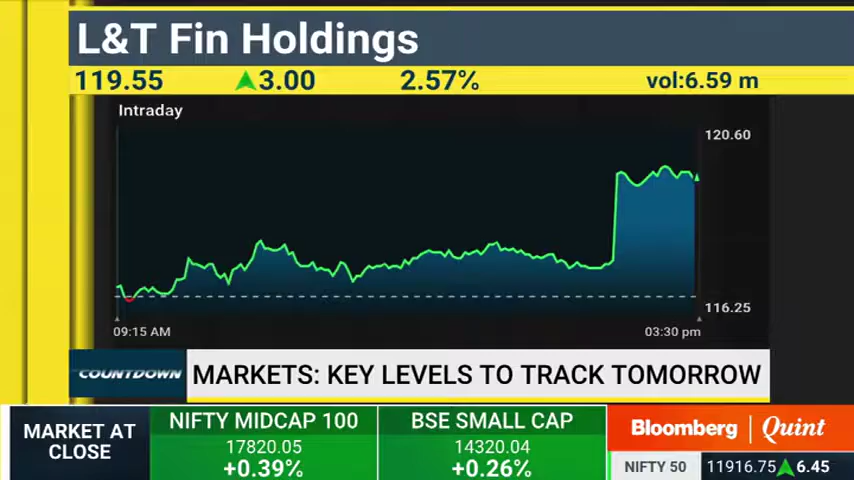 L&T Fin Holdings
119.55 ▲3.00 2.57% vol:6.59 m
Intraday
120.60
116.25
09:15 AM 03:30 pm
COUNTDOWN MARKETS: KEY LEVELS TO TRACK TOMORROW
MARKET AT CLOSE
NIFTY MIDCAP 100
17820.05
+0.39%
BSE SMALL CAP
14320.04
+0.26%
Bloomberg | Quint
NIFTY 50 11916.75 ▲6.45